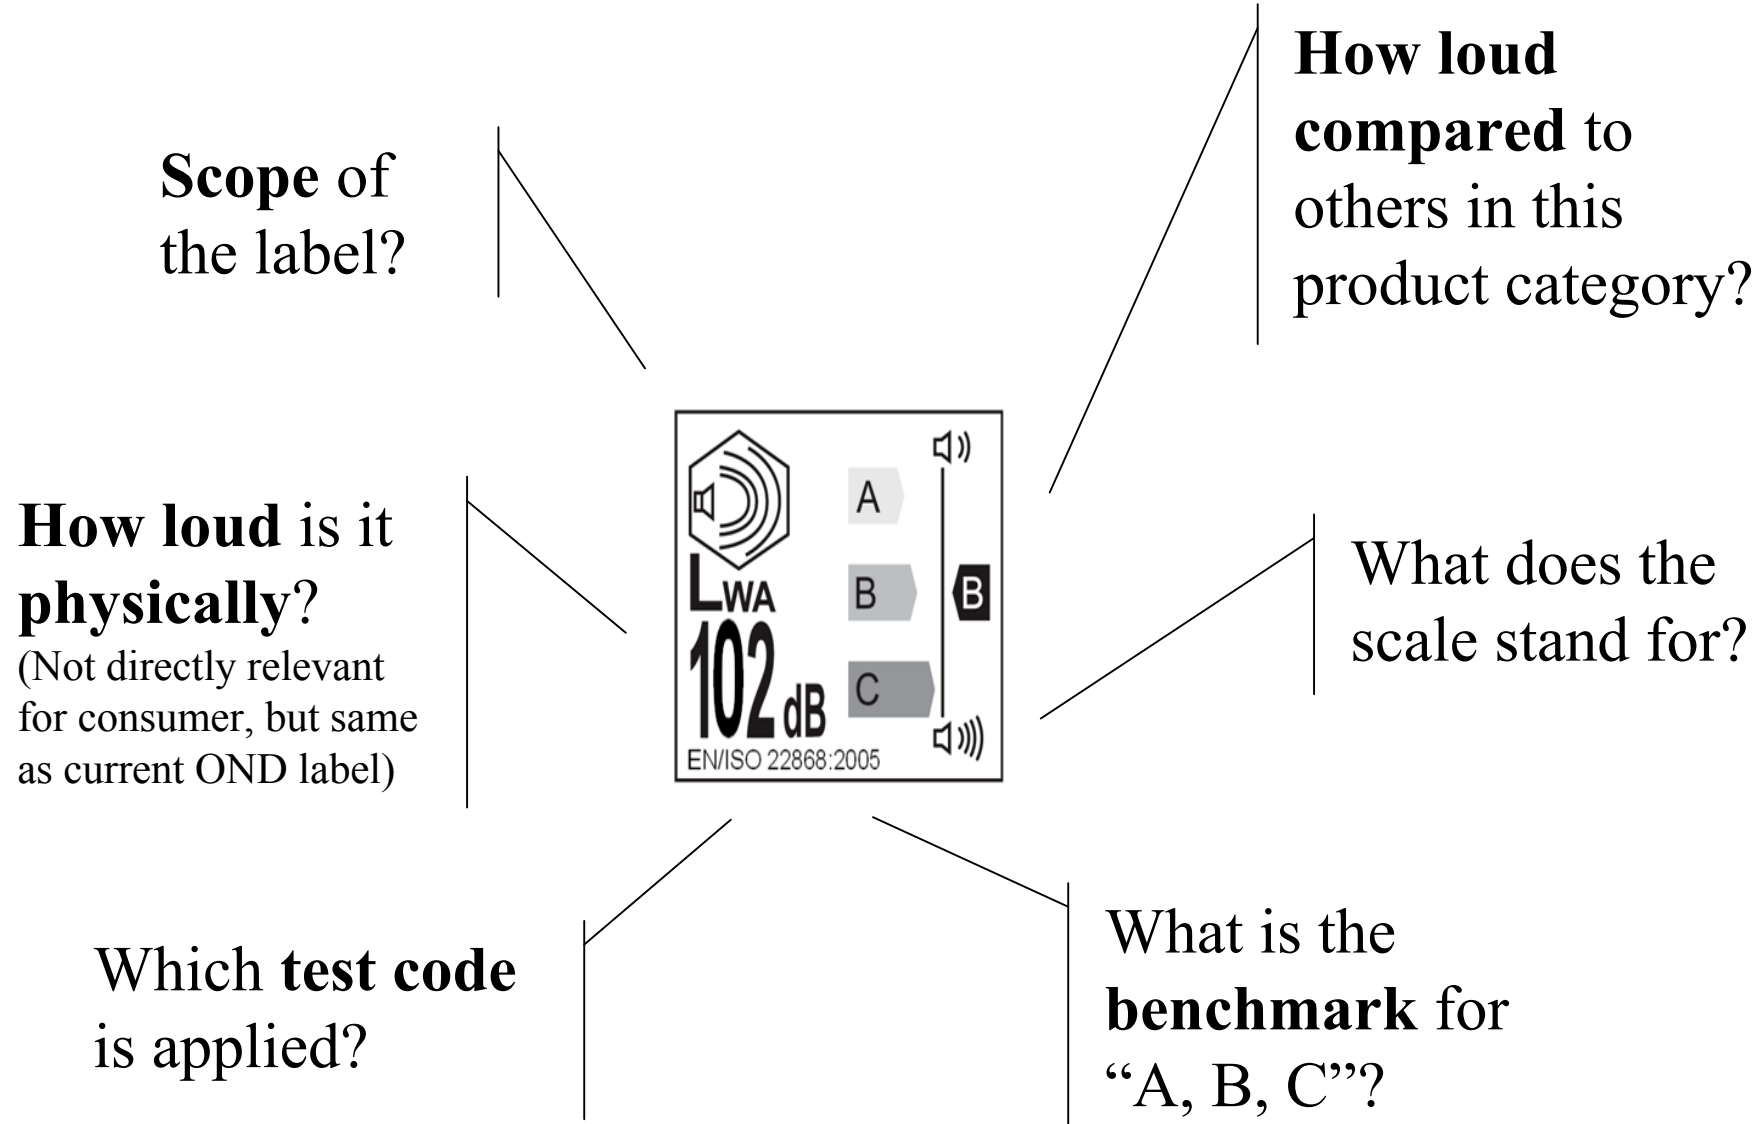 How loud
compared to
others in this
product category?
Scope of
the label?
How loud is it
physically?
(Not directly relevant
for consumer, but same
as current OND label)
A
B
C
B
LWA
102 dB
EN/ISO 22868:2005
What does the
scale stand for?
Which test code
is applied?
What is the
benchmark for
“A, B, C”?